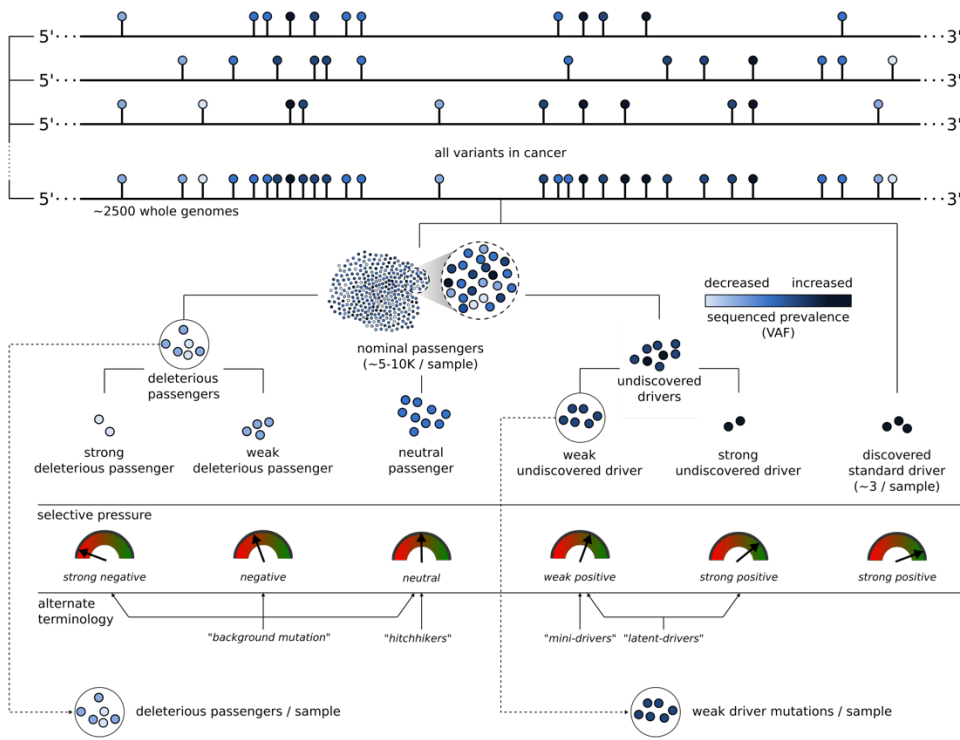 5'··· ···3'
5'··· ···3'
5'··· ···3'
all variants in cancer
5'··· ···3'
~2500 whole genomes
decreased increased
sequenced prevalence
(VAF)
nominal passengers
(~5-10K / sample)
deleterious
passengers
undiscovered
drivers
strong
deleterious passenger
weak
deleterious passenger
neutral
passenger
weak
undiscovered driver
strong
undiscovered driver
discovered
standard driver
(~3 / sample)
selective pressure
strong negative
negative
neutral
weak positive
strong positive
strong positive
alternate
terminology
"background mutation"
"hitchhikers"
"mini-drivers"
"latent-drivers"
deleterious passengers / sample
weak driver mutations / sample